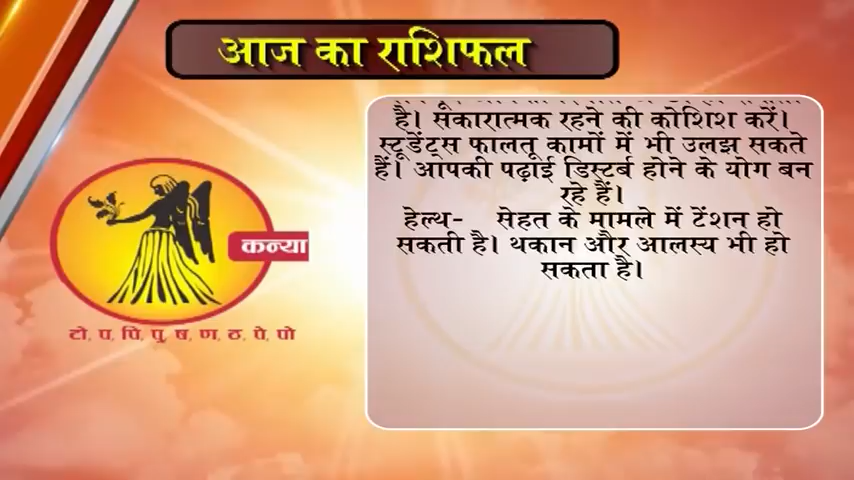 आज का राशिफल
है। सकारात्मक रहने की कोशिश करें।
स्टूडेंट्स फालतू कामों में भी उलझ सकते
हैं। आपकी पढ़ाई डिस्टर्ब होने के योग बन
रहे हैं।
हेल्थ- सेहत के मामले में टेंशन हो
सकती है। थकान और आलस्य भी हो
सकता है।
कन्या
टो, प, पि, पु, ष, ण, ठ, पे, पो